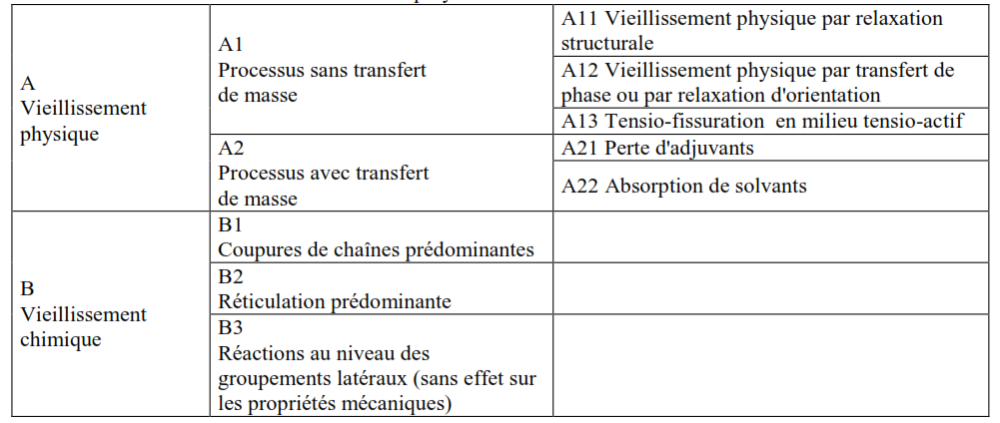 A
Vieillissement
physique
A1
Processus sans transfert
de masse
A11 Vieillissement physique par relaxation
structurale
A12 Vieillissement physique par transfert de
phase ou par relaxation d'orientation
A13 Tensio-fissuration en milieu tensio-actif
A2
Processus avec transfert
de masse
A21 Perte d'adjuvants
A22 Absorption de solvants
B
Vieillissement
chimique
B1
Coupures de chaînes prédominantes
B2
Réticulation prédominante
B3
Réactions au niveau des
groupements latéraux (sans effet sur
les propriétés mécaniques)